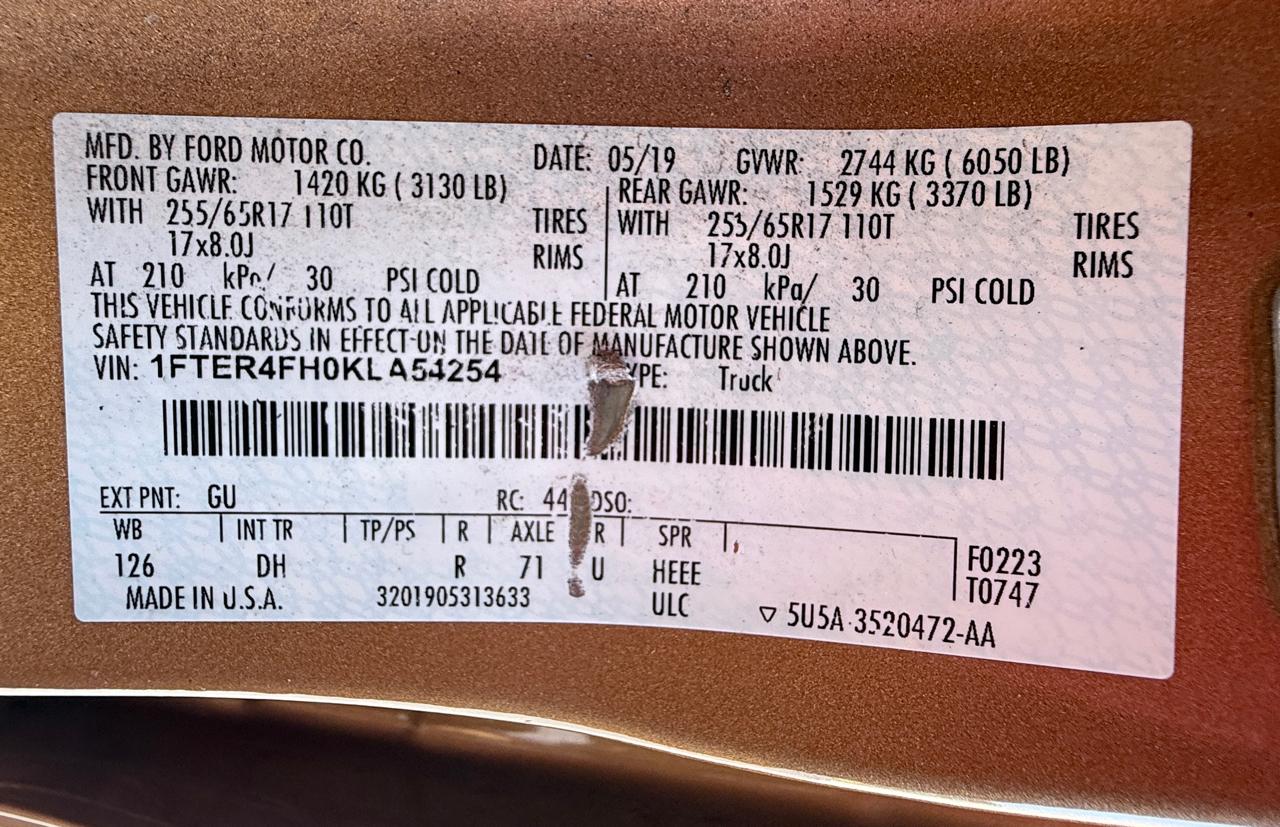 MFD. BY FORD MOTOR CO. DATE: 05/19 GVWR: 2744 KG ( 6050 LB)
FRONT GAWR: 1420 KG ( 3130 LB) REAR GAWR: 1529 KG ( 3370 LB)
WITH 255/65R17 110T TIRES WITH 255/65R17 110T TIRES
17x8.0J RIMS 17x8.0J RIMS
AT 210 kPa/ 30 PSI COLD AT 210 kPa/ 30 PSI COLD
THIS VEHICLE CONFORMS TO ALL APPLICABLE FEDERAL MOTOR VEHICLE
SAFETY STANDARDS IN EFFECT ON THE DATE OF MANUFACTURE SHOWN ABOVE.
VIN: 1FTER4FH0KLA54254 Truck
EXT PNT: GU RC: 44 DSO:
WB INT TR TP/PS R AXLE R SPR
126 DH R 71 U HEEE F0223
MADE IN U.S.A. 3201905313633 ULC T0747
▽ 5U5A-3520472-AA